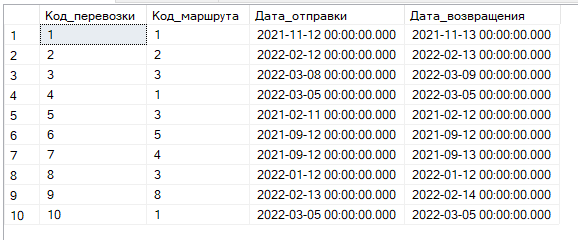 Код_перевозки Код_маршрута Дата_отправки Дата_возвращения
1 1 1 2021-11-12 00:00:00.000 2021-11-13 00:00:00.000
2 2 2 2022-02-12 00:00:00.000 2022-02-13 00:00:00.000
3 3 3 2022-03-08 00:00:00.000 2022-03-09 00:00:00.000
4 4 1 2022-03-05 00:00:00.000 2022-03-05 00:00:00.000
5 5 3 2021-02-11 00:00:00.000 2021-02-12 00:00:00.000
6 6 5 2021-09-12 00:00:00.000 2021-09-12 00:00:00.000
7 7 4 2021-09-12 00:00:00.000 2021-09-13 00:00:00.000
8 8 3 2022-01-12 00:00:00.000 2022-01-12 00:00:00.000
9 9 8 2022-02-13 00:00:00.000 2022-02-14 00:00:00.000
10 10 1 2022-03-05 00:00:00.000 2022-03-05 00:00:00.000